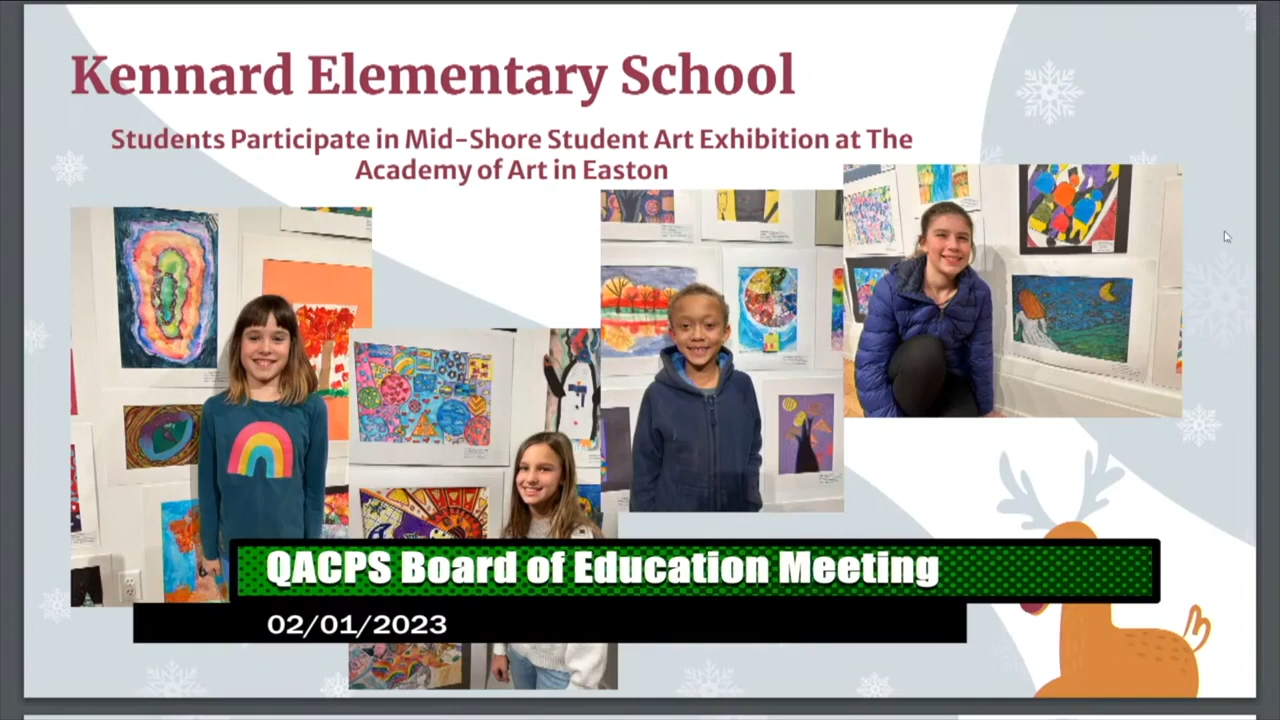 Kennard Elementary School
Students Participate in Mid-Shore Student Art Exhibition at The
Academy of Art in Easton
QACPS Board of Education Meeting
02/01/2023